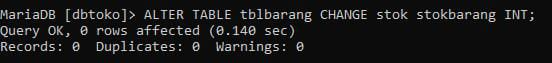 MariaDB [dbtoko]> ALTER TABLE tblbarang CHANGE stok stokbarang INT;
Query OK, 0 rows affected (0.140 sec)
Records: 0  Duplicates: 0  Warnings: 0